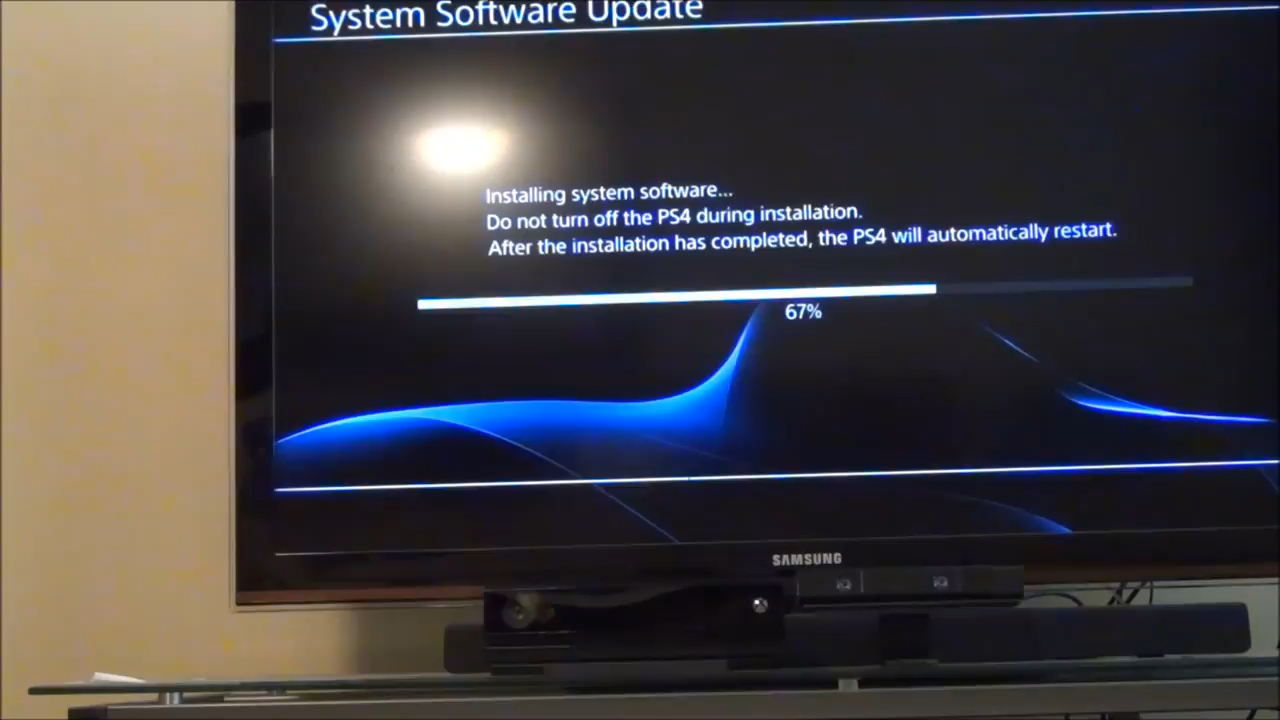 System Software Update
Installing system software...
Do not turn off the PS4 during installation.
After the installation has completed, the PS4 will automatically restart.
67%
SAMSUNG